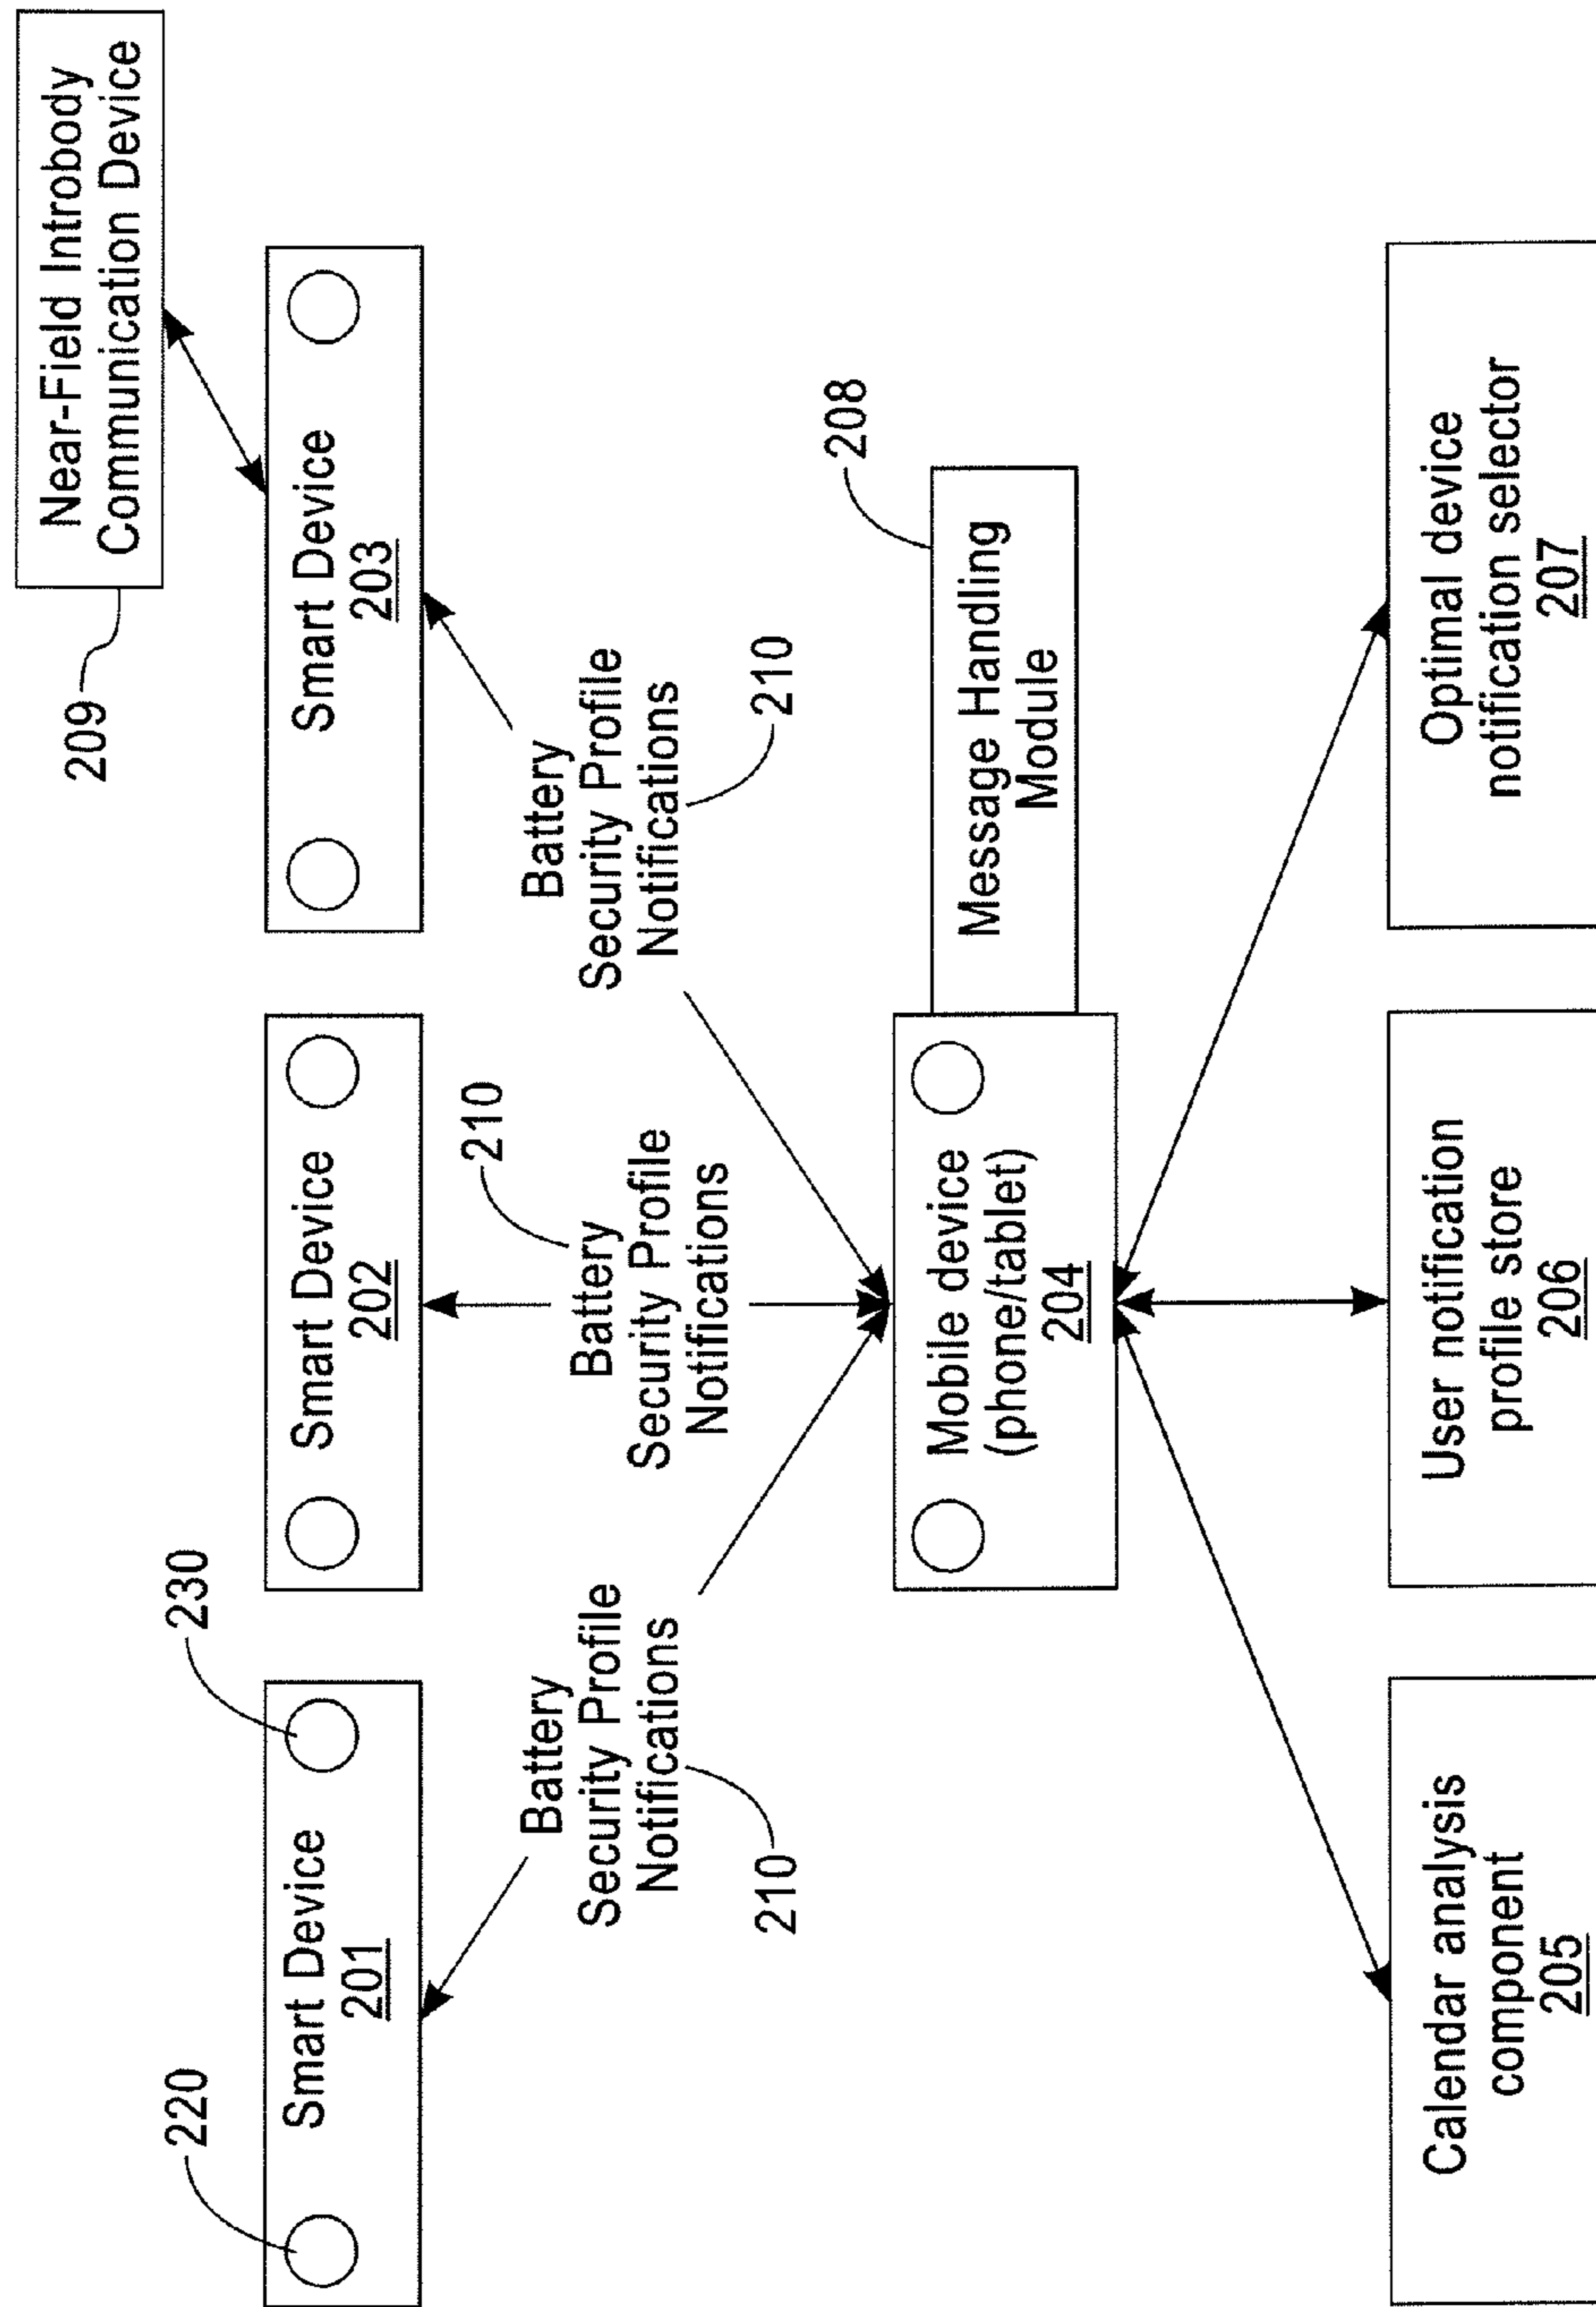 Near-Field Introbody
Communication Device
209
220
230
Smart Device
201
Smart Device
202
Smart Device
203
Battery
Security Profile
Notifications
210
Battery
Security Profile
Notifications
210
Battery
Security Profile
Notifications
210
208
Mobile device
(phone/tablet)
204
Message Handling
Module
Calendar analysis
component
205
User notification
profile store
206
Optimal device
notification selector
207